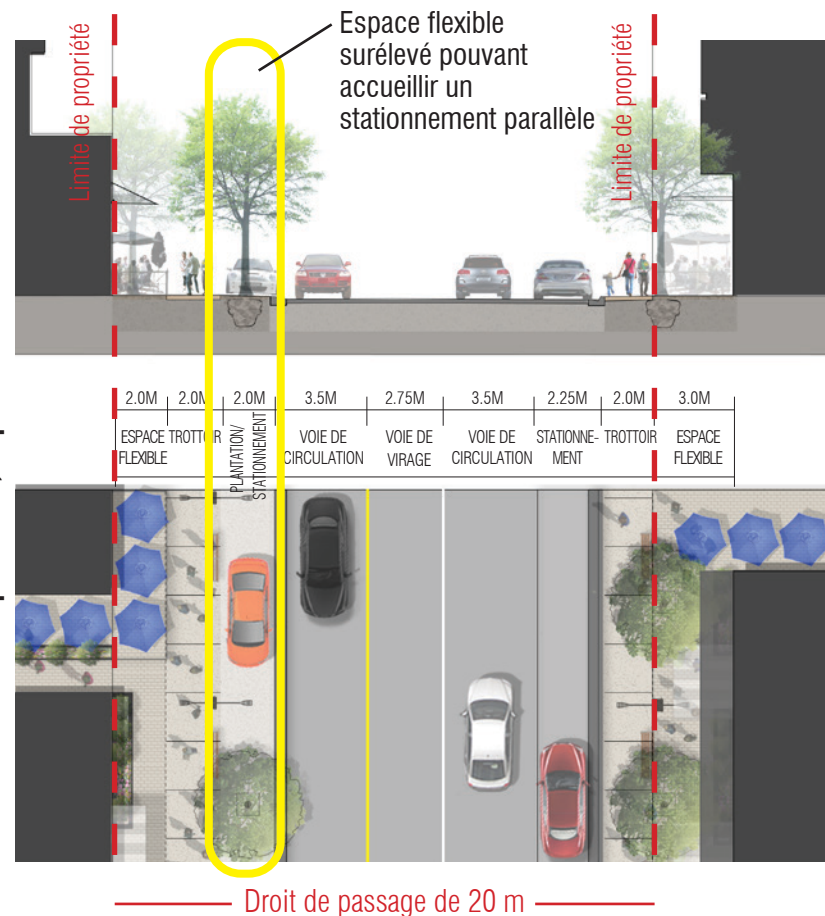 Limite de propriété
Espace flexible
surélevé pouvant
accueillir un
stationnement parallèle
Limite de propriété
2.0M 2.0M 2.0M 3.5M 2.75M 3.5M 2.25M 2.0M 3.0M
ESPACE
FLEXIBLE
TROTTOIR
PLANTATION/
STATIONNEMENT
VOIE DE
CIRCULATION
VOIE DE
VIRAGE
VOIE DE
CIRCULATION
STATIONNE-
MENT
TROTTOIR
ESPACE
FLEXIBLE
Droit de passage de 20 m